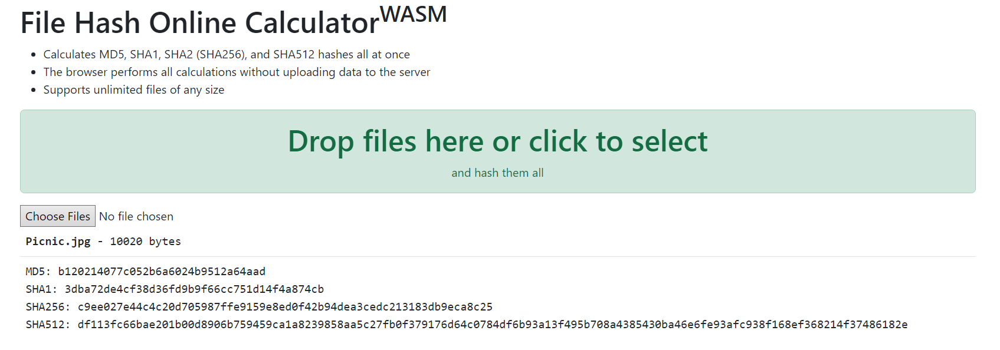 File Hash Online Calculator WASM
Calculates MD5, SHA1, SHA2 (SHA256), and SHA512 hashes all at once
The browser performs all calculations without uploading data to the server
Supports unlimited files of any size
Drop files here or click to select
and hash them all
Choose Files No file chosen
Picnic.jpg - 10020 bytes
MD5: b120214077c052b6a6024b9512a64aad
SHA1: 3dba72de4cf38d36fd9b9f66cc751d14f4a874cb
SHA256: c9ee027e44c4c20d705987ffe9159e8ed0f42b94dea3cedc213183db9eca8c25
SHA512: df113fc66bae201b00d8906b759459ca1a8239858aa5c27fb0f379176d64c0784df6b93a13f495b708a4385430ba46e6fe93afc938f168ef368214f37486182e